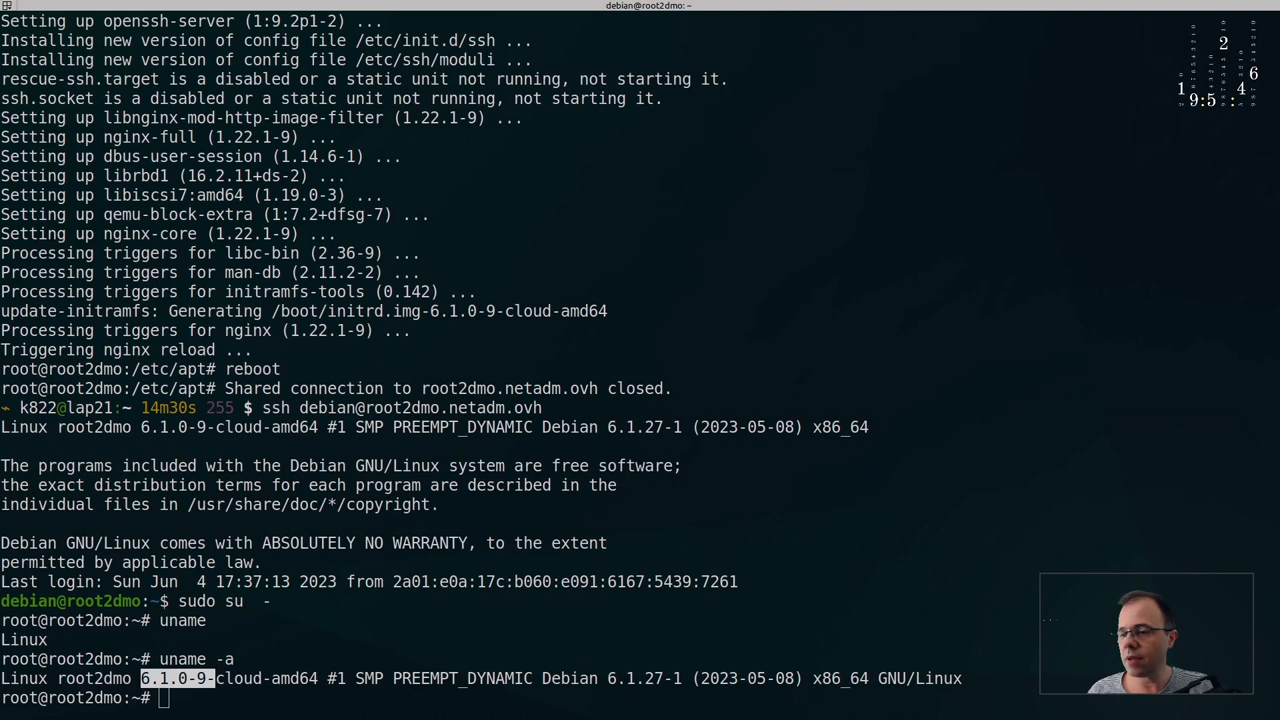 debian@root2dmo: ~
Setting up openssh-server (1:9.2p1-2) ...
Installing new version of config file /etc/init.d/ssh ...
Installing new version of config file /etc/ssh/moduli ...
rescue-ssh.target is a disabled or a static unit not running, not starting it.
ssh.socket is a disabled or a static unit not running, not starting it.
Setting up libnginx-mod-http-image-filter (1.22.1-9) ...
Setting up nginx-full (1.22.1-9) ...
Setting up dbus-user-session (1.14.6-1) ...
Setting up librbd1 (16.2.11+ds-2) ...
Setting up libiscsi7:amd64 (1.19.0-3) ...
Setting up qemu-block-extra (1:7.2+dfsg-7) ...
Setting up nginx-core (1.22.1-9) ...
Processing triggers for libc-bin (2.36-9) ...
Processing triggers for man-db (2.11.2-2) ...
Processing triggers for initramfs-tools (0.142) ...
update-initramfs: Generating /boot/initrd.img-6.1.0-9-cloud-amd64
Processing triggers for nginx (1.22.1-9) ...
Triggering nginx reload ...
root@root2dmo:/etc/apt# reboot
root@root2dmo:/etc/apt# Shared connection to root2dmo.netadm.ovh closed.
k822@lap21:~ 14m30s 255 $ ssh debian@root2dmo.netadm.ovh
Linux root2dmo 6.1.0-9-cloud-amd64 #1 SMP PREEMPT_DYNAMIC Debian 6.1.27-1 (2023-05-08) x86_64
The programs included with the Debian GNU/Linux system are free software;
the exact distribution terms for each program are described in the
individual files in /usr/share/doc/*/copyright.
Debian GNU/Linux comes with ABSOLUTELY NO WARRANTY, to the extent
permitted by applicable law.
Last login: Sun Jun  4 17:37:13 2023 from 2a01:e0a:17c:b060:e091:6167:5439:7261
debian@root2dmo:~$ sudo su  -
root@root2dmo:~# uname
Linux
root@root2dmo:~# uname -a
Linux root2dmo 6.1.0-9-cloud-amd64 #1 SMP PREEMPT_DYNAMIC Debian 6.1.27-1 (2023-05-08) x86_64 GNU/Linux
root@root2dmo:~#
2
6
1
9:5 : 4